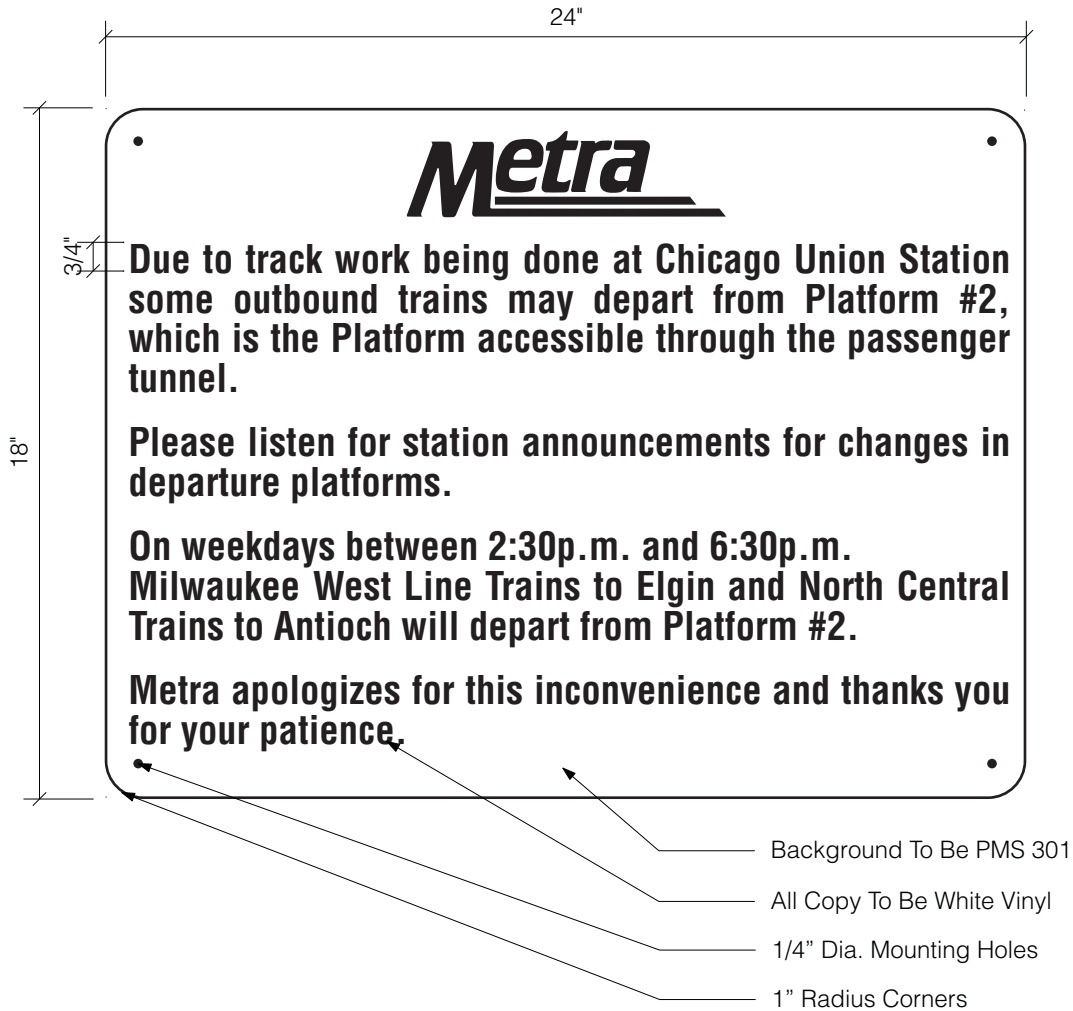 24"
Metra
3/4"
Due to track work being done at Chicago Union Station
some outbound trains may depart from Platform #2,
which is the Platform accessible through the passenger
tunnel.
18"
Please listen for station announcements for changes in
departure platforms.
On weekdays between 2:30p.m. and 6:30p.m.
Milwaukee West Line Trains to Elgin and North Central
Trains to Antioch will depart from Platform #2.
Metra apologizes for this inconvenience and thanks you
for your patience.
Background To Be PMS 301
All Copy To Be White Vinyl
1/4” Dia. Mounting Holes
1” Radius Corners